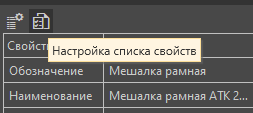 Свойст
Настройка списка свойств
Обозначение Мешалка рамная
Наименование Мешалка рамная АТК 2...